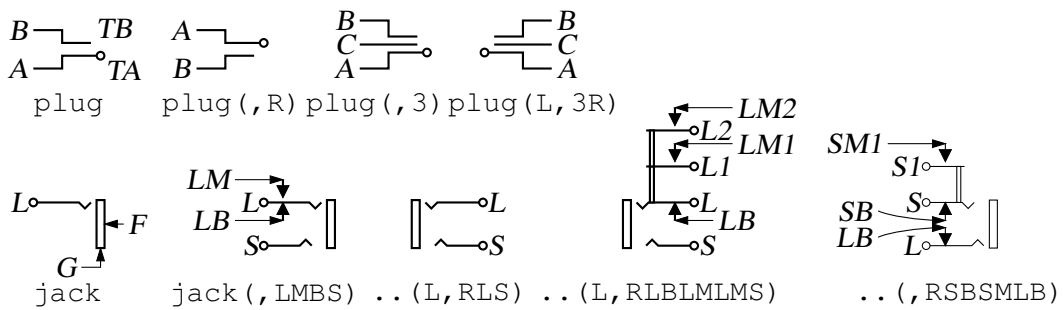 B TB A B B
C C
A TA B A A
plug plug(,R) plug(,3) plug(L,3R)
LM2
L2
LM1 SM1
LM L1 S1
L L L L S
F LB LB SB
S S S LB
G L
jack jack(,LMBS) ..(L,RLS) ..(L,RLBLMLMS) ..(,RSBSMLB)